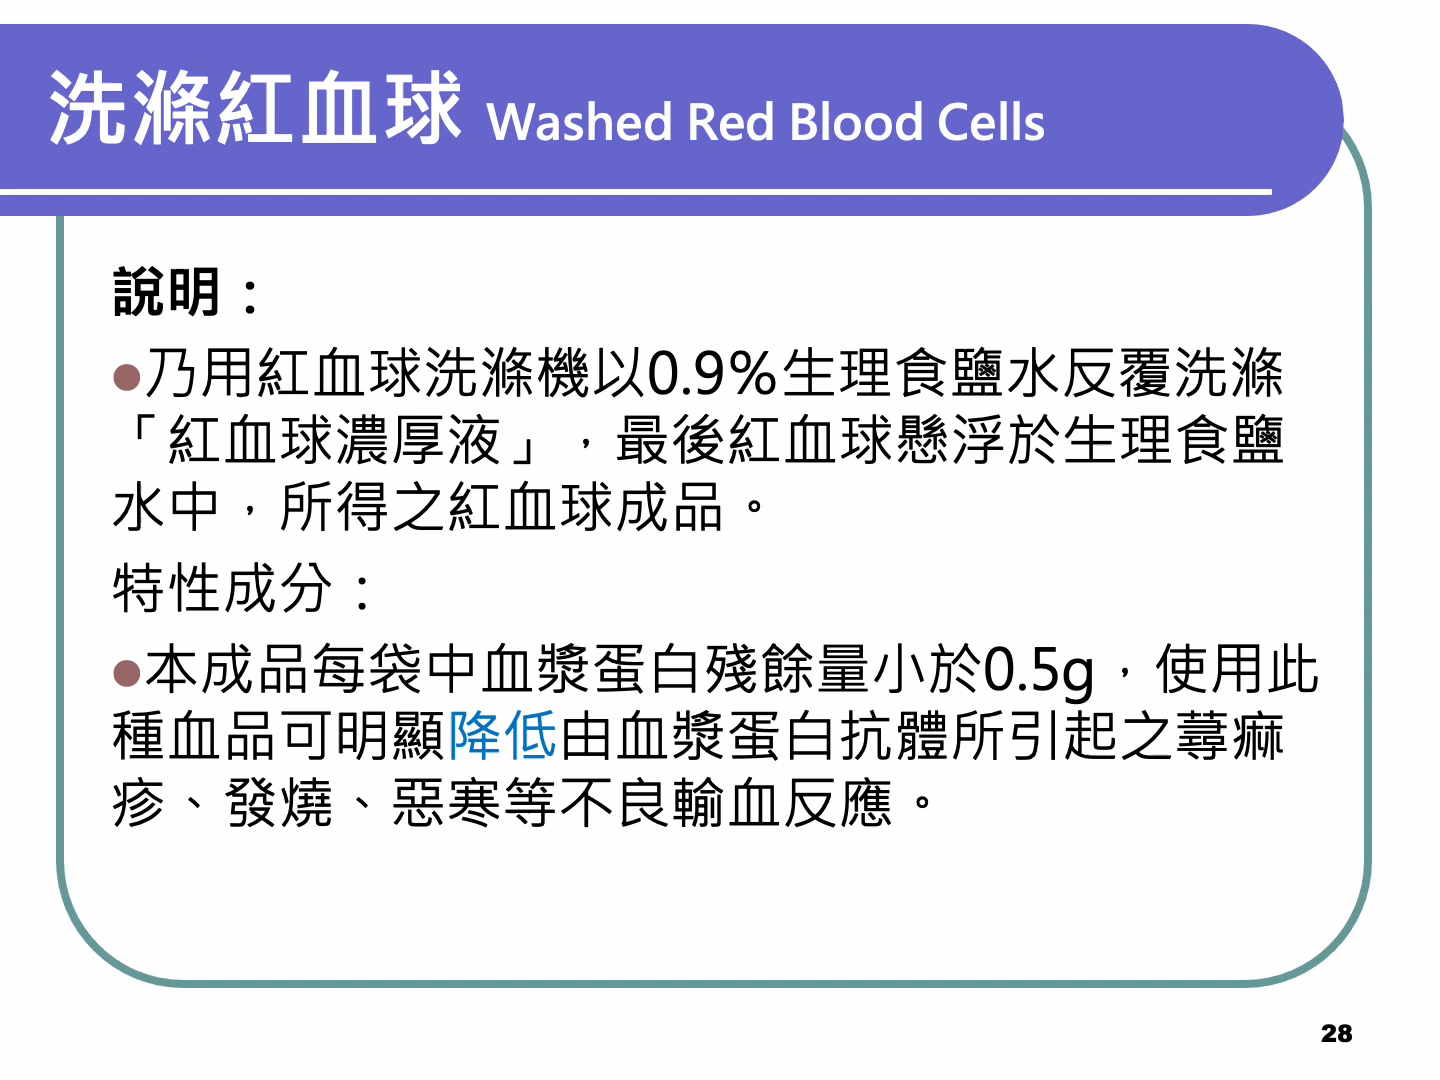 洗滌紅血球 Washed Red Blood Cells
說明：
●乃用紅血球洗滌機以0.9%生理食鹽水反覆洗滌
「紅血球濃厚液」，最後紅血球懸浮於生理食鹽
水中，所得之紅血球成品。
特性成分：
●本成品每袋中血漿蛋白殘餘量小於0.5g，使用此
種血品可明顯降低由血漿蛋白抗體所引起之蕁痲
疹、發燒、惡寒等不良輸血反應。
28